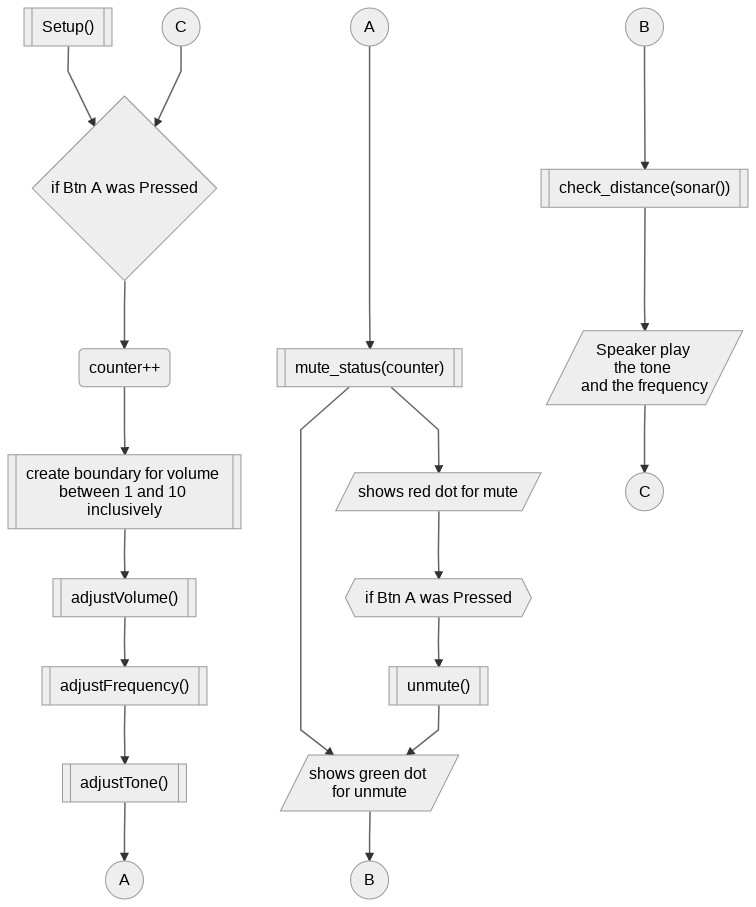 Setup()
C
if Btn A was Pressed
counter++
create boundary for volume
between 1 and 10
inclusively
adjustVolume()
adjustFrequency()
adjustTone()
A
A
mute_status(counter)
shows red dot for mute
if Btn A was Pressed
unmute()
shows green dot
for unmute
B
B
check_distance(sonar())
Speaker play
the tone
and the frequency
C